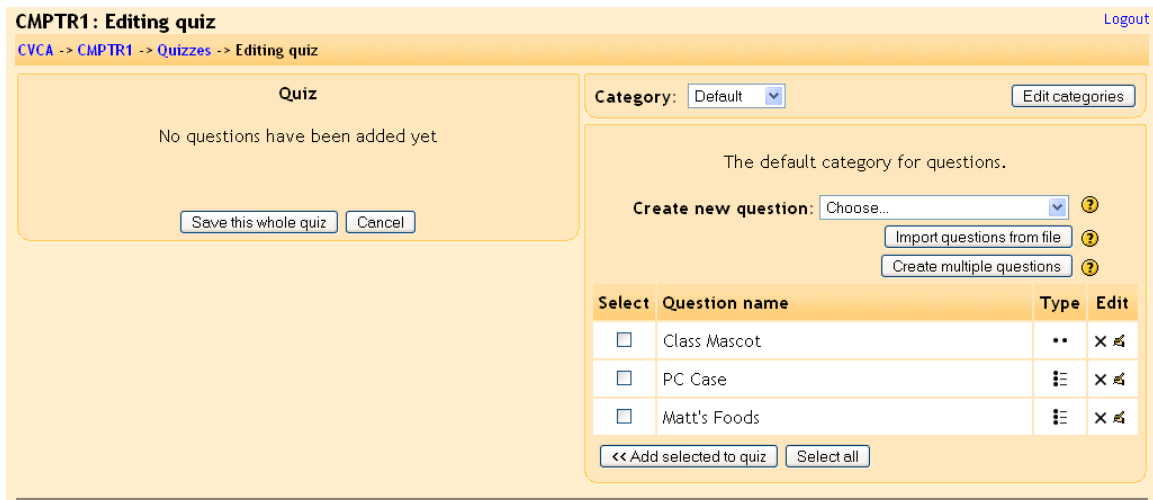 CMPTR1: Editing quiz
Logout
CVCA -> CMPTR1 -> Quizzes -> Editing quiz
Quiz
No questions have been added yet
Save this whole quiz Cancel
Category: Default Edit categories
The default category for questions.
Create new question: Choose... ?
Import questions from file ?
Create multiple questions ?
Select Question name Type Edit
Class Mascot
PC Case
Matt's Foods
<< Add selected to quiz Select all